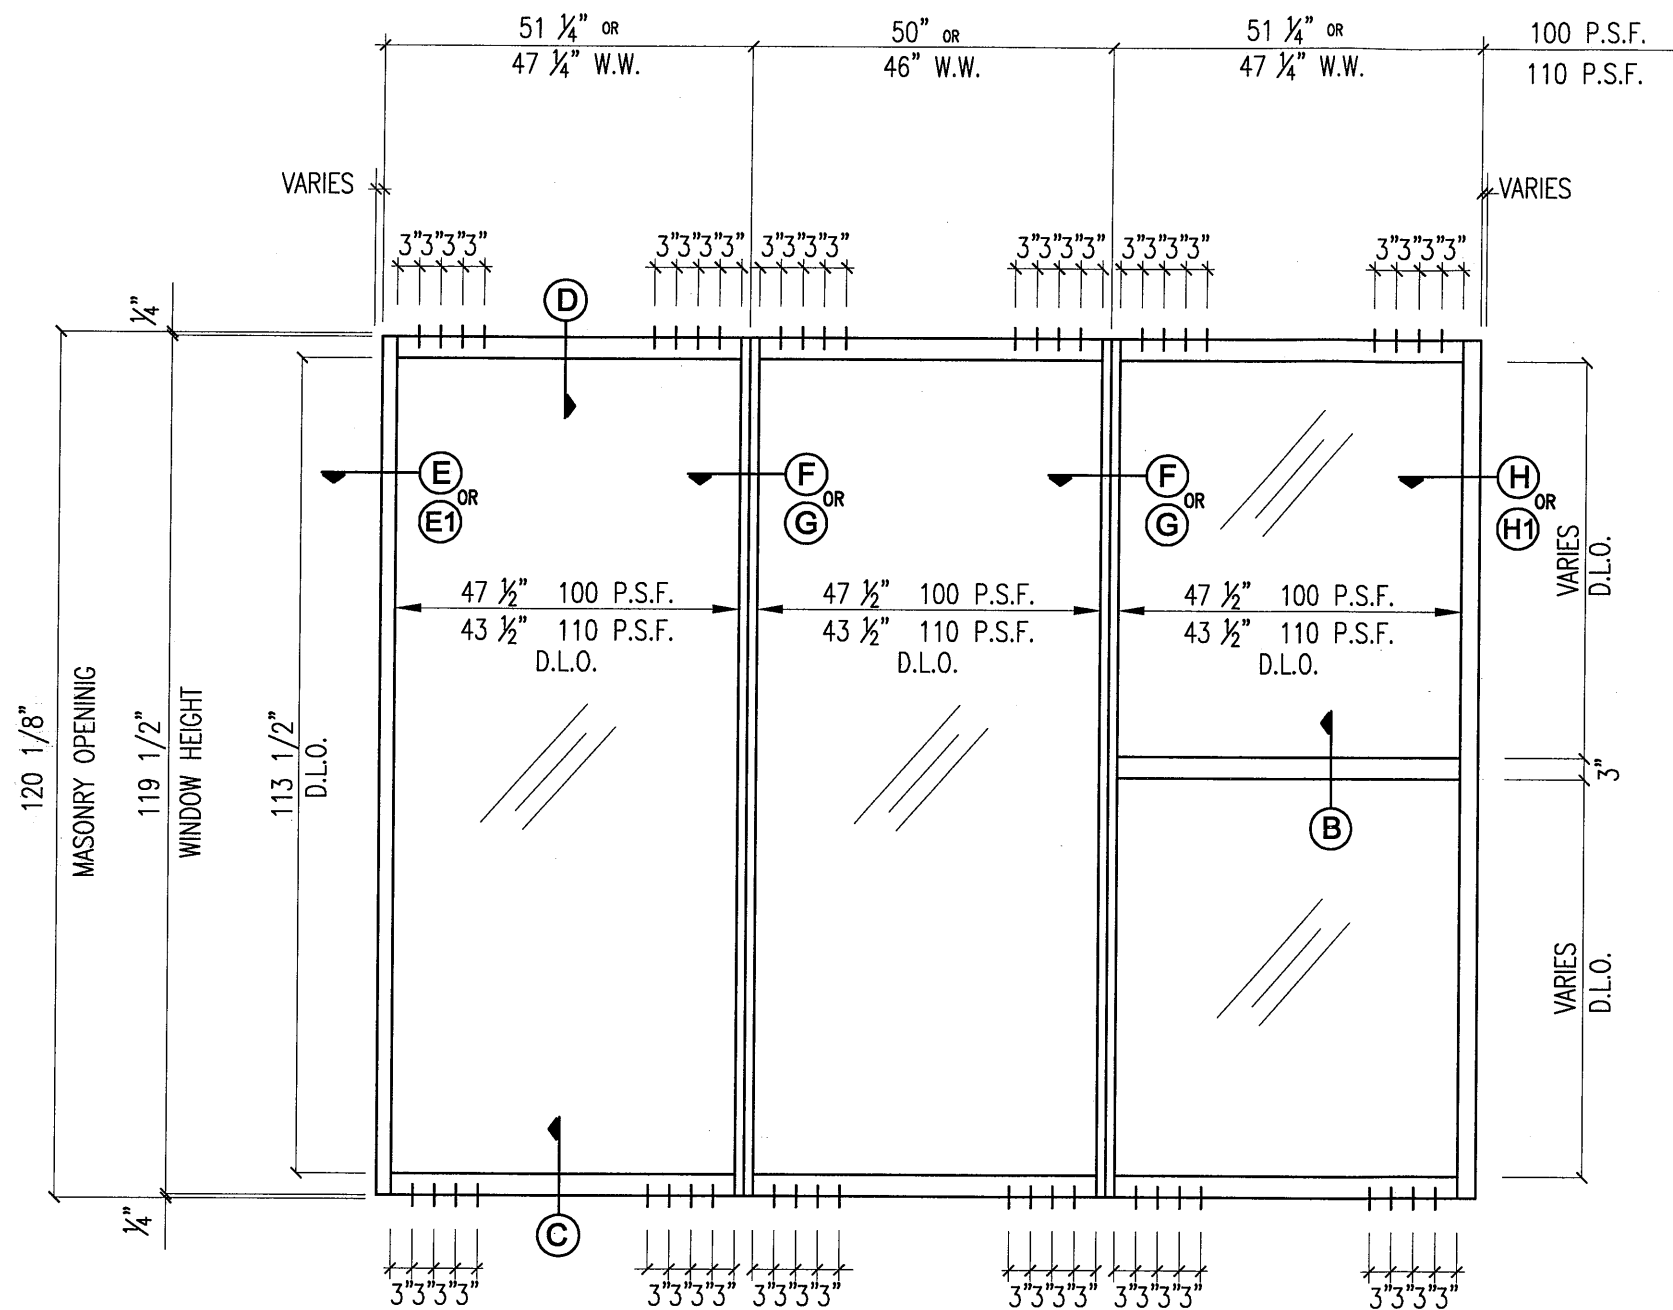 51 ¼" OR
47 ¼" W.W.
50" OR
46" W.W.
51 ¼" OR
47 ¼" W.W.
100 P.S.F.
110 P.S.F.
VARIES
VARIES
3"3"3"3"
3"3"3"3"
3"3"3"3"
3"3"3"3"
3"3"3"3"
3"3"3"3"
¼"
D
E
OR
E1
F
OR
G
F
OR
G
H
OR
H1
47 ½" 100 P.S.F.
43 ½" 110 P.S.F.
D.L.O.
47 ½" 100 P.S.F.
43 ½" 110 P.S.F.
D.L.O.
47 ½" 100 P.S.F.
43 ½" 110 P.S.F.
D.L.O.
VARIES
D.L.O.
120 1/8"
MASONRY OPENINIG
119 1/2"
WINDOW HEIGHT
113 1/2"
D.L.O.
3"
B
VARIES
D.L.O.
¼"
C
3"3"3"3"
3"3"3"3"
3"3"3"3"
3"3"3"3"
3"3"3"3"
3"3"3"3"